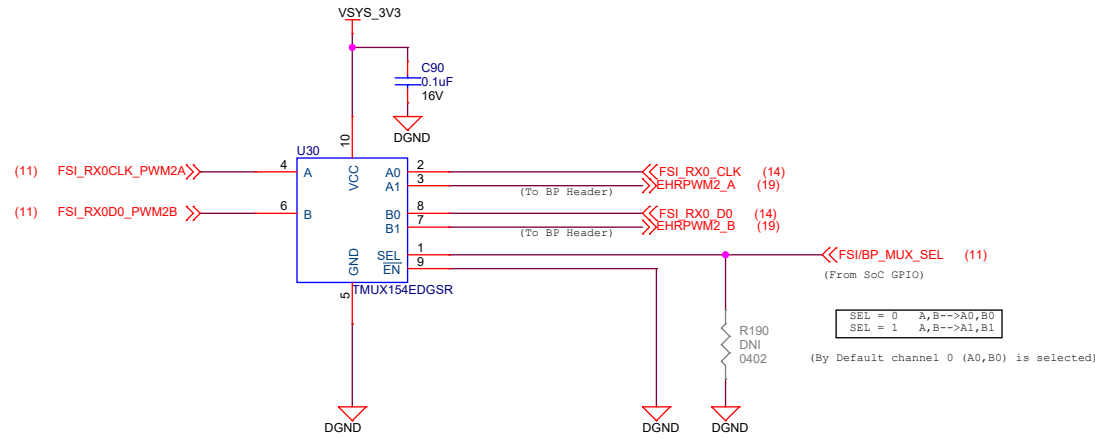 VSYS_3V3
C90
0.1uF
16V
DGND
10
U30
(11) FSI_RX0CLK_PWM2A 4 A VCC A0 2 FSI_RX0_CLK (14)
A1 3 (To BP Header) EHRPWM2_A (19)
(11) FSI_RX0D0_PWM2B 6 B B0 8 FSI_RX0_D0 (14)
B1 7 (To BP Header) EHRPWM2_B (19)
GND SEL 1 FSI/BP_MUX_SEL (11)
EN 9 (From SoC GPIO)
5 TMUX154EDGSR
SEL = 0 A,B-->A0,B0
SEL = 1 A,B-->A1,B1
R190
DNI
0402
(By Default channel 0 (A0,B0) is selected)
DGND DGND DGND